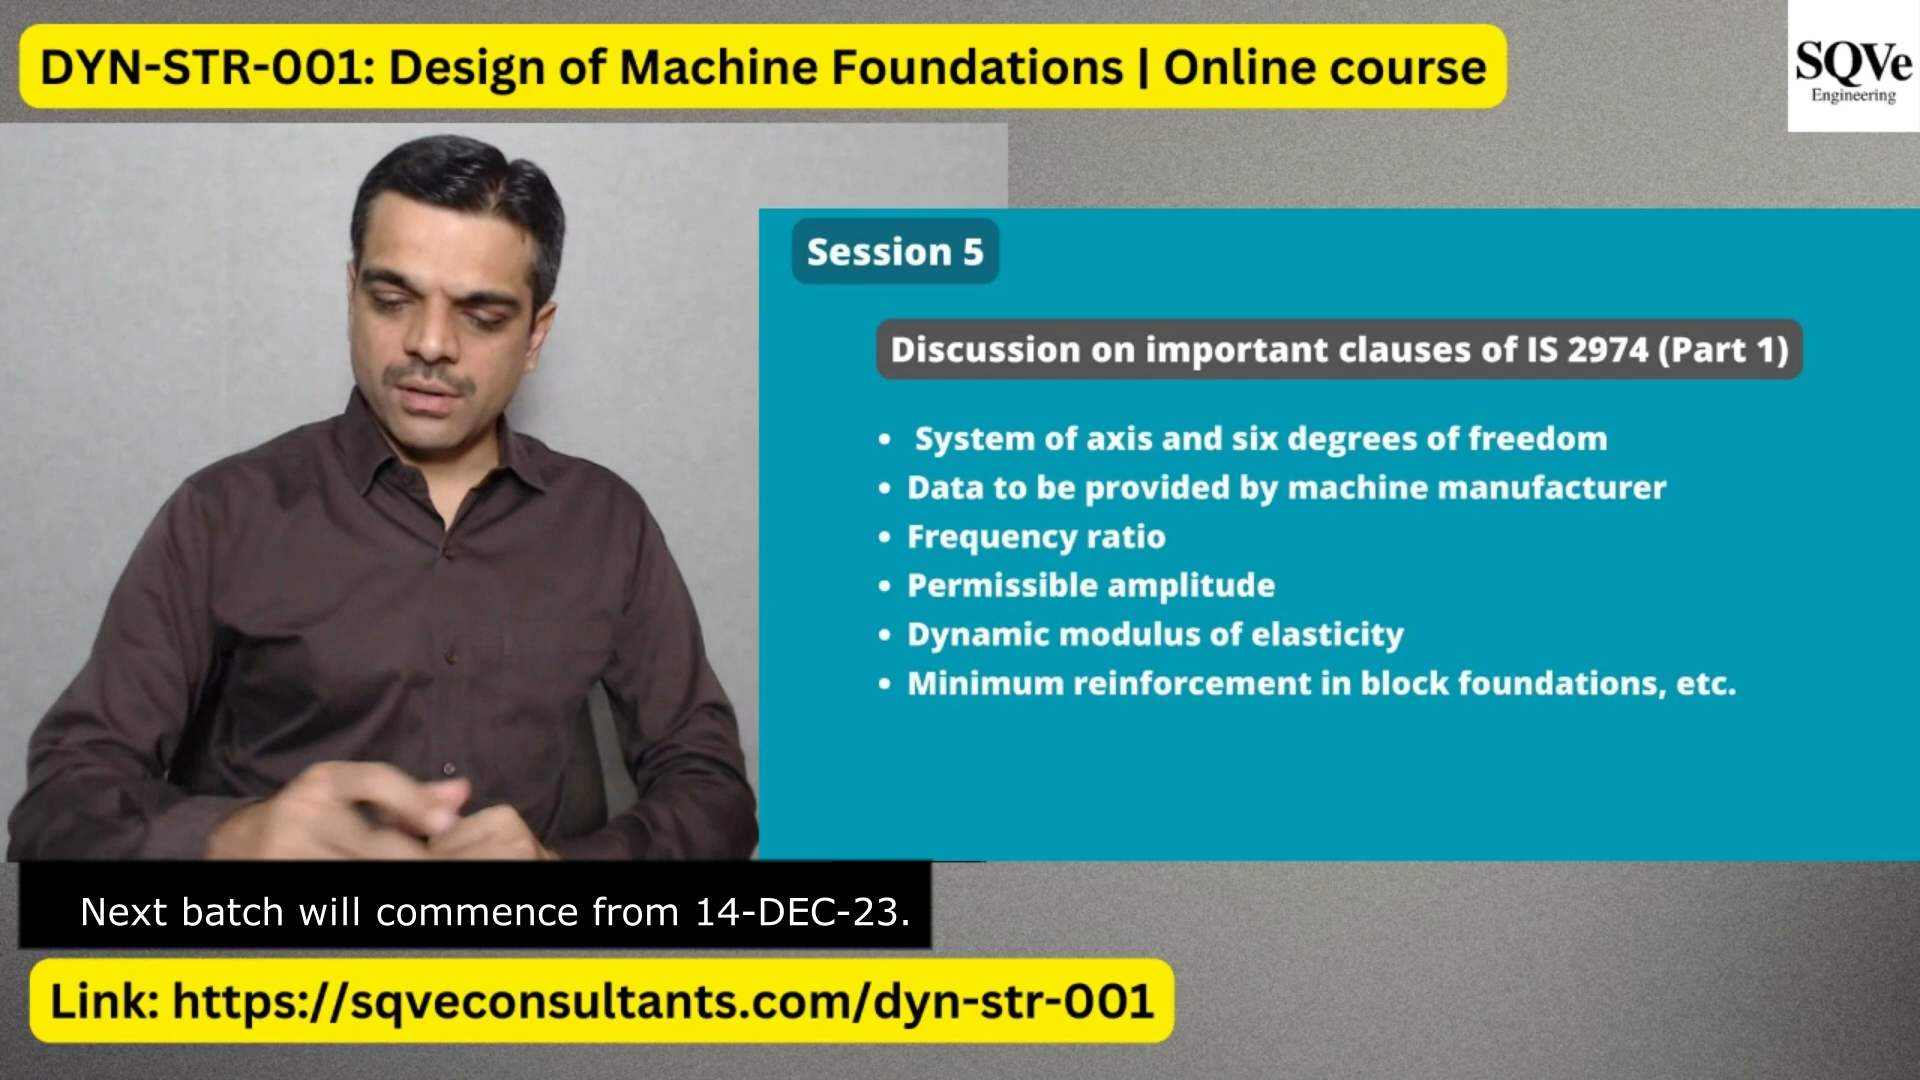 DYN-STR-001: Design of Machine Foundations | Online course
SQVe
Engineering
Session 5
Discussion on important clauses of IS 2974 (Part 1)
• System of axis and six degrees of freedom
• Data to be provided by machine manufacturer
• Frequency ratio
• Permissible amplitude
• Dynamic modulus of elasticity
• Minimum reinforcement in block foundations, etc.
Next batch will commence from 14-DEC-23.
Link: https://sqveconsultants.com/dyn-str-001